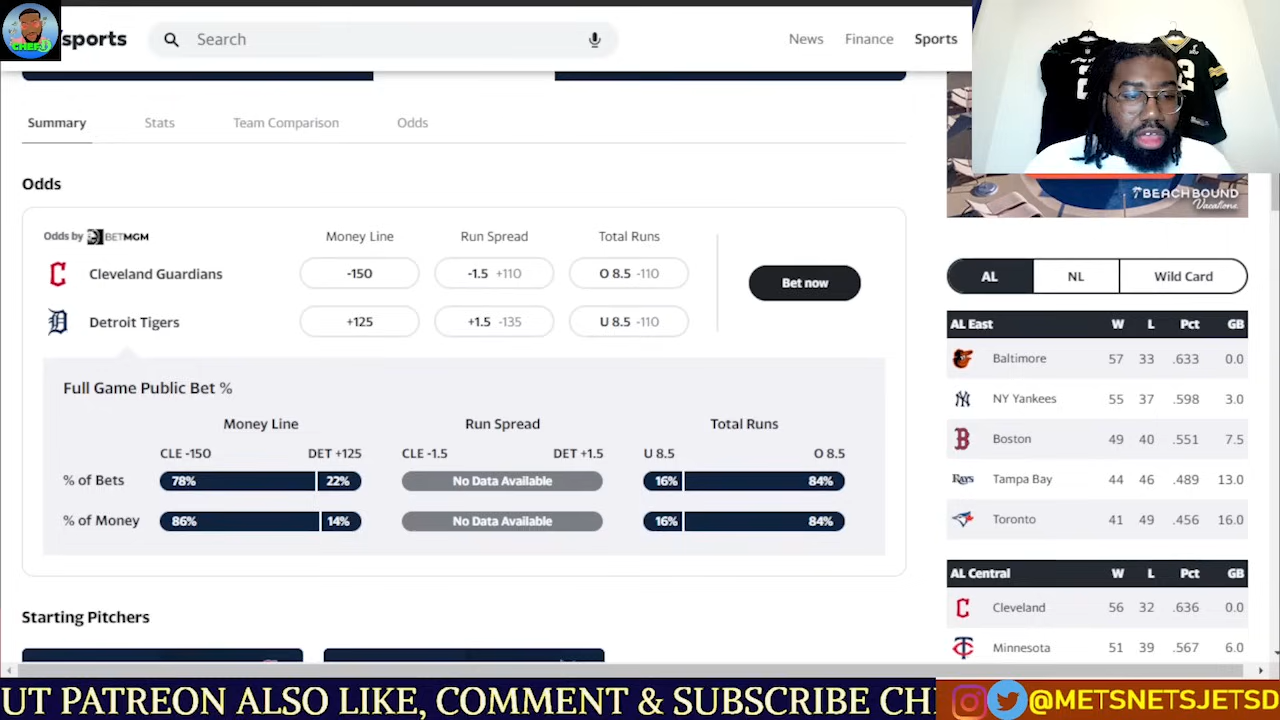 CHEFJ
sports
Search
News Finance Sports
Summary Stats Team Comparison Odds
BEACHBOUND
Vacations.
Odds
Odds by BETMGM Money Line Run Spread Total Runs
Cleveland Guardians -150 -1.5 +110 O 8.5 -110
Bet now
Detroit Tigers +125 +1.5 -135 U 8.5 -110
Full Game Public Bet %
Money Line Run Spread Total Runs
CLE -150 DET +125 CLE -1.5 DET +1.5 U 8.5 O 8.5
% of Bets 78% 22% No Data Available 16% 84%
% of Money 86% 14% No Data Available 16% 84%
Starting Pitchers
AL NL Wild Card
AL East W L Pct GB
Baltimore 57 33 .633 0.0
NY Yankees 55 37 .598 3.0
Boston 49 40 .551 7.5
Rays Tampa Bay 44 46 .489 13.0
Toronto 41 49 .456 16.0
AL Central W L Pct GB
Cleveland 56 32 .636 0.0
Minnesota 51 39 .567 6.0
UT PATREON ALSO LIKE, COMMENT & SUBSCRIBE CH
@METSNETSJETSD